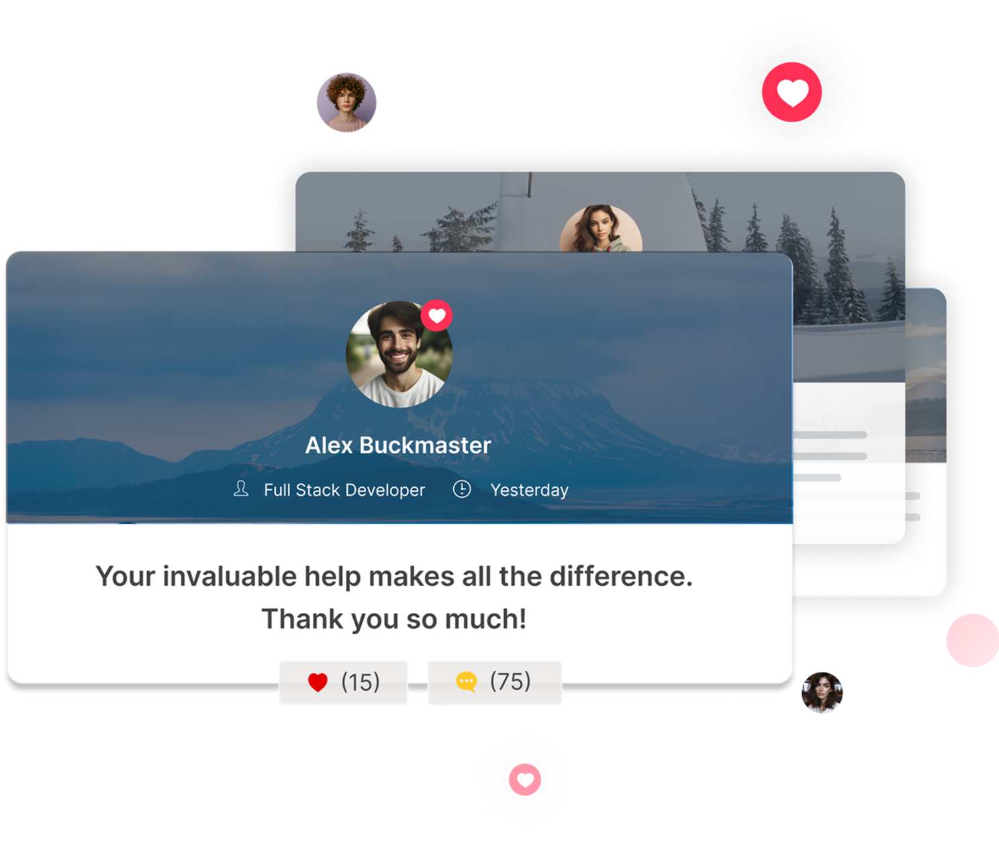 Alex Buckmaster
Full Stack Developer Yesterday
Your invaluable help makes all the difference.
Thank you so much!
(15) (75)